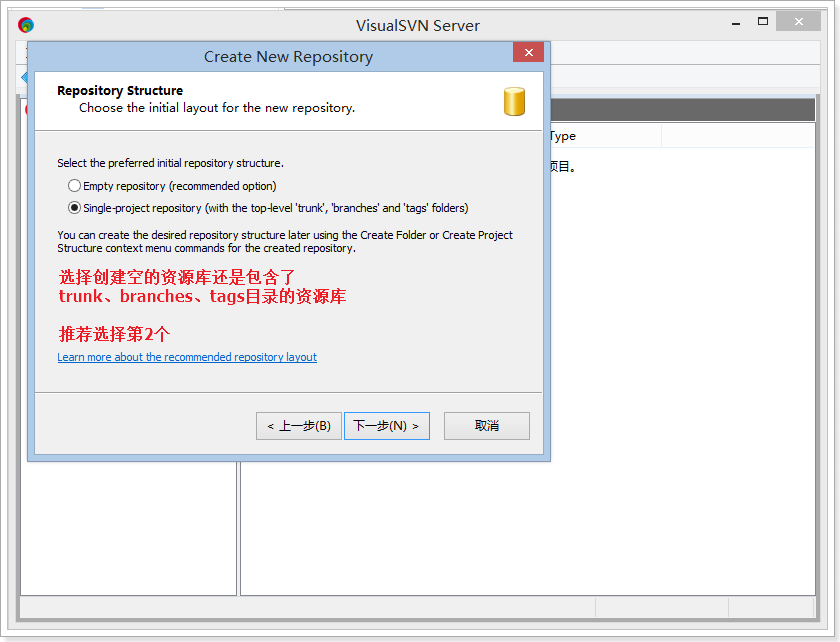 VisualSVN Server
Create New Repository
Repository Structure
Choose the initial layout for the new repository.
Type
项目。
Select the preferred initial repository structure.
Empty repository (recommended option)
Single-project repository (with the top-level 'trunk', 'branches' and 'tags' folders)
You can create the desired repository structure later using the Create Folder or Create Project
Structure context menu commands for the created repository.
选择创建空的资源库还是包含了
trunk、branches、tags目录的资源库
推荐选择第2个
Learn more about the recommended repository layout
< 上一步(B)
下一步(N) >
取消